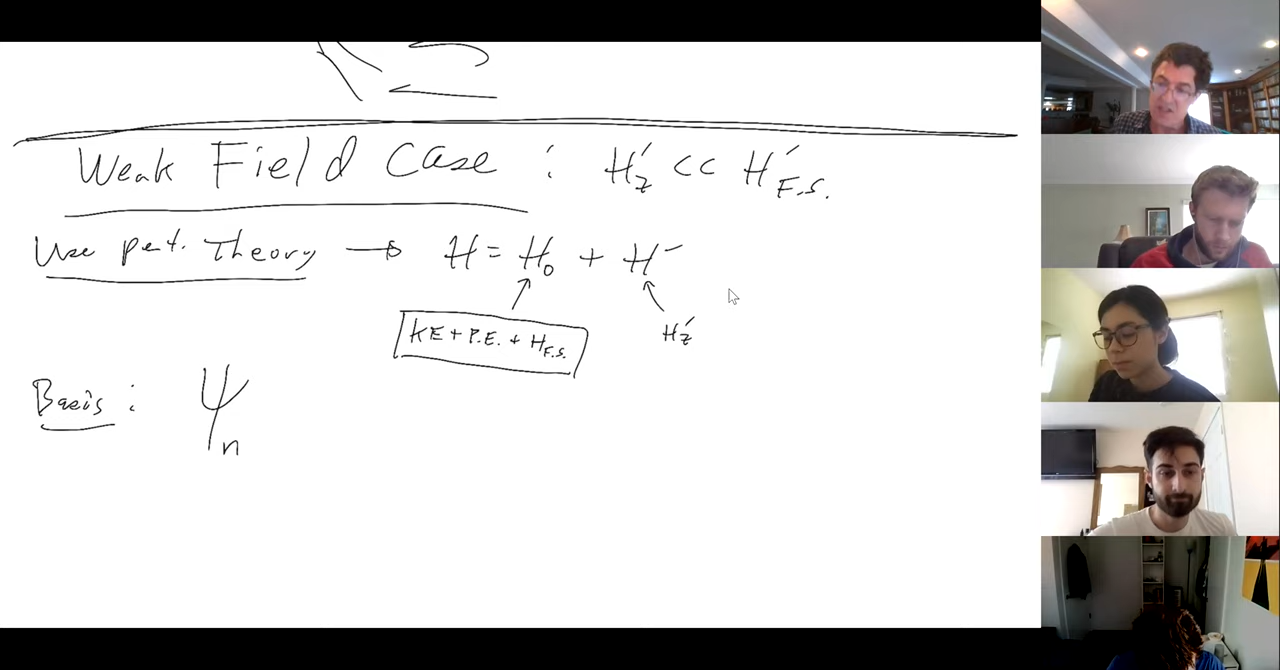 Weak Field Case : H'z << H'F.S.
Use pert. Theory → H = H0 + H'
KE + P.E. + HF.S.
H'z
Basis : ψn